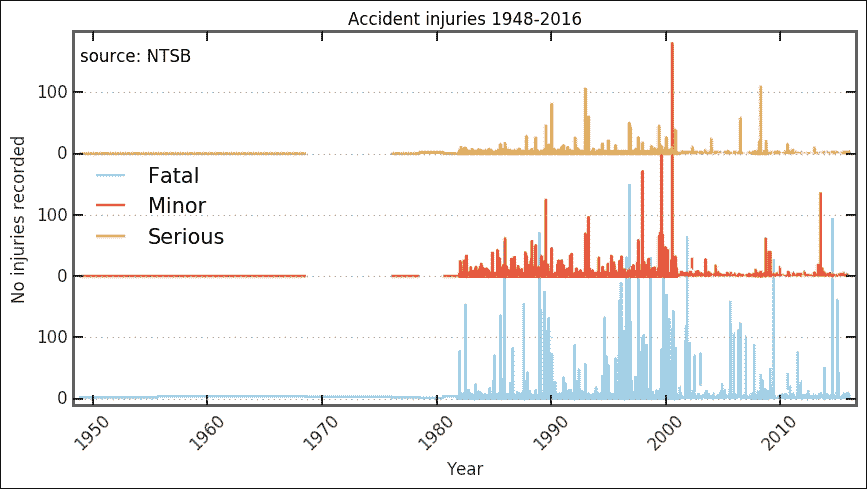 Accident injuries 1948-2016
source: NTSB
100
0
Fatal
Minor
Serious
100
0
100
0
No injuries recorded
1950
1960
1970
1980
1990
2000
2010
Year